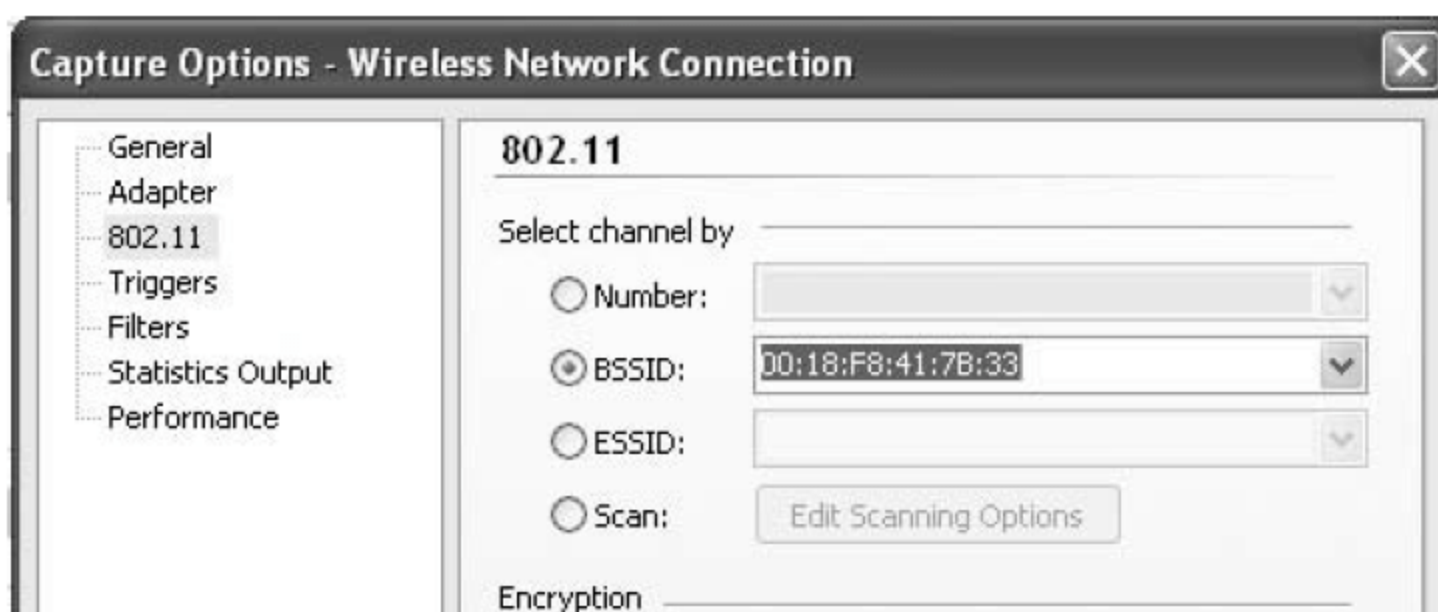 Capture Options - Wireless Network Connection
General
Adapter
802.11
Triggers
Filters
Statistics Output
Performance
802.11
Select channel by
Number:
BSSID: 00:18:F8:41:7B:33
ESSID:
Scan: Edit Scanning Options
Encryption